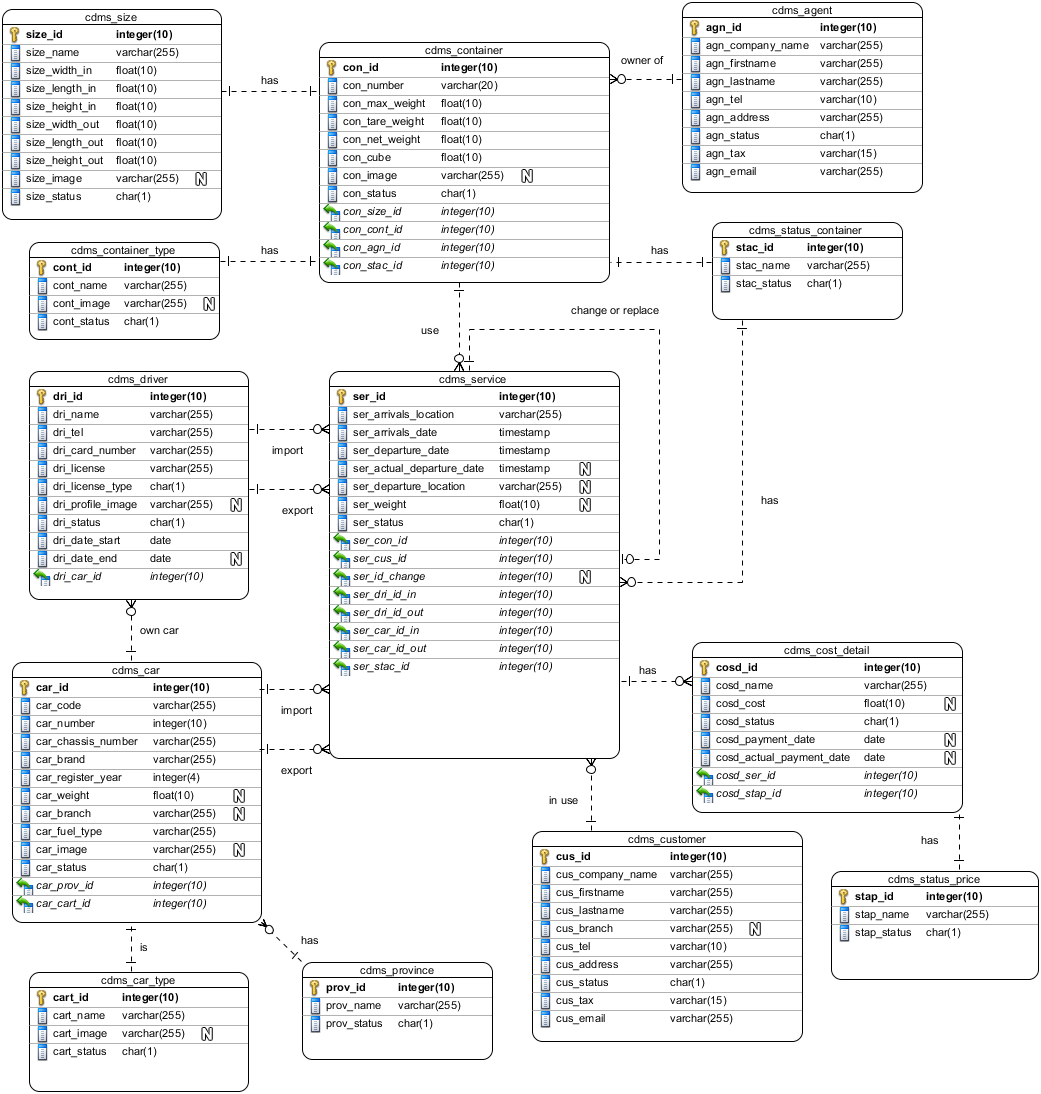 cdms_size
size_id integer(10)
size_name varchar(255)
size_width_in float(10)
size_length_in float(10)
size_height_in float(10)
size_width_out float(10)
size_length_out float(10)
size_height_out float(10)
size_image varchar(255) N
size_status char(1)
has
cdms_container
con_id integer(10)
con_number varchar(20)
con_max_weight float(10)
con_tare_weight float(10)
con_net_weight float(10)
con_cube float(10)
con_image varchar(255) N
con_status char(1)
con_size_id integer(10)
con_cont_id integer(10)
con_agn_id integer(10)
con_stac_id integer(10)
owner of
cdms_agent
agn_id integer(10)
agn_company_name varchar(255)
agn_firstname varchar(255)
agn_lastname varchar(255)
agn_tel varchar(10)
agn_address varchar(255)
agn_status char(1)
agn_tax varchar(15)
agn_email varchar(255)
cdms_container_type
cont_id integer(10)
cont_name varchar(255)
cont_image varchar(255) N
cont_status char(1)
has
has
cdms_status_container
stac_id integer(10)
stac_name varchar(255)
stac_status char(1)
use
change or replace
has
cdms_driver
dri_id integer(10)
dri_name varchar(255)
dri_tel varchar(255)
dri_card_number varchar(255)
dri_license varchar(255)
dri_license_type char(1)
dri_profile_image varchar(255) N
dri_status char(1)
dri_date_start date
dri_date_end date N
dri_car_id integer(10)
import
export
cdms_service
ser_id integer(10)
ser_arrivals_location varchar(255)
ser_arrivals_date timestamp
ser_departure_date timestamp
ser_actual_departure_date timestamp N
ser_departure_location varchar(255) N
ser_weight float(10) N
ser_status char(1)
ser_con_id integer(10)
ser_cus_id integer(10)
ser_id_change integer(10) N
ser_dri_id_in integer(10)
ser_dri_id_out integer(10)
ser_car_id_in integer(10)
ser_car_id_out integer(10)
ser_stac_id integer(10)
own car
cdms_car
car_id integer(10)
car_code varchar(255)
car_number integer(10)
car_chassis_number varchar(255)
car_brand varchar(255)
car_register_year integer(4)
car_weight float(10) N
car_branch varchar(255) N
car_fuel_type varchar(255)
car_image varchar(255) N
car_status char(1)
car_prov_id integer(10)
car_cart_id integer(10)
import
export
has
cdms_cost_detail
cosd_id integer(10)
cosd_name varchar(255)
cosd_cost float(10) N
cosd_status char(1)
cosd_payment_date date N
cosd_actual_payment_date date N
cosd_ser_id integer(10)
cosd_stap_id integer(10)
in use
cdms_customer
cus_id integer(10)
cus_company_name varchar(255)
cus_firstname varchar(255)
cus_lastname varchar(255)
cus_branch varchar(255) N
cus_tel varchar(10)
cus_address varchar(255)
cus_status char(1)
cus_tax varchar(15)
cus_email varchar(255)
has
cdms_status_price
stap_id integer(10)
stap_name varchar(255)
stap_status char(1)
is
cdms_car_type
cart_id integer(10)
cart_name varchar(255)
cart_image varchar(255) N
cart_status char(1)
has
cdms_province
prov_id integer(10)
prov_name varchar(255)
prov_status char(1)